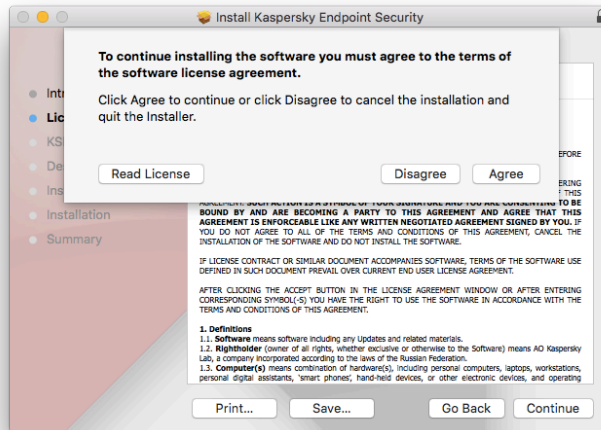 Install Kaspersky Endpoint Security
To continue installing the software you must agree to the terms of
the software license agreement.
Click Agree to continue or click Disagree to cancel the installation and
quit the Installer.
Read License
Disagree
Agree
Int
Lic
KS
De
Ins
Installation
Summary
EFORE
ERING
THIS
AGREEMENT. SUCH ACTION IS A SYMBOL OF YOUR SIGNATURE AND YOU ARE CONSENTING TO BE
BOUND BY AND ARE BECOMING A PARTY TO THIS AGREEMENT AND AGREE THAT THIS
AGREEMENT IS ENFORCEABLE LIKE ANY WRITTEN NEGOTIATED AGREEMENT SIGNED BY YOU. IF
YOU DO NOT AGREE TO ALL OF THE TERMS AND CONDITIONS OF THIS AGREEMENT, CANCEL THE
INSTALLATION OF THE SOFTWARE AND DO NOT INSTALL THE SOFTWARE.
IF LICENSE CONTRACT OR SIMILAR DOCUMENT ACCOMPANIES SOFTWARE, TERMS OF THE SOFTWARE USE
DEFINED IN SUCH DOCUMENT PREVAIL OVER CURRENT END USER LICENSE AGREEMENT.
AFTER CLICKING THE ACCEPT BUTTON IN THE LICENSE AGREEMENT WINDOW OR AFTER ENTERING
CORRESPONDING SYMBOL(-S) YOU HAVE THE RIGHT TO USE THE SOFTWARE IN ACCORDANCE WITH THE
TERMS AND CONDITIONS OF THIS AGREEMENT.
1. Definitions
1.1. Software means software including any Updates and related materials.
1.2. Rightholder (owner of all rights, whether exclusive or otherwise to the Software) means AO Kaspersky
Lab, a company incorporated according to the laws of the Russian Federation.
1.3. Computer(s) means combination of hardware(s), including personal computers, laptops, workstations,
personal digital assistants, 'smart phones', hand-held devices, or other electronic devices, and operating
Print...
Save...
Go Back
Continue